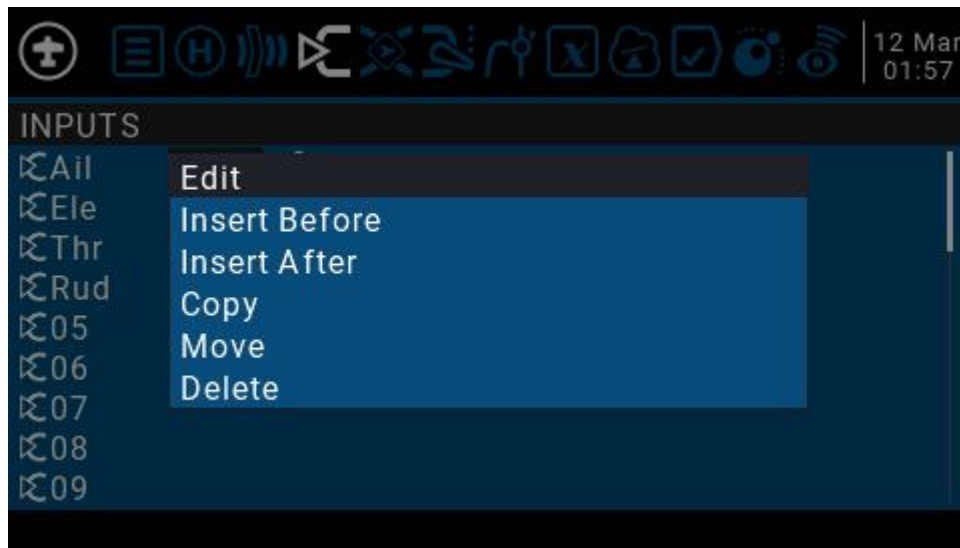 12 Mar
01:57
INPUTS
Ail
Ele
Thr
Rud
05
06
07
08
09
Edit
Insert Before
Insert After
Copy
Move
Delete